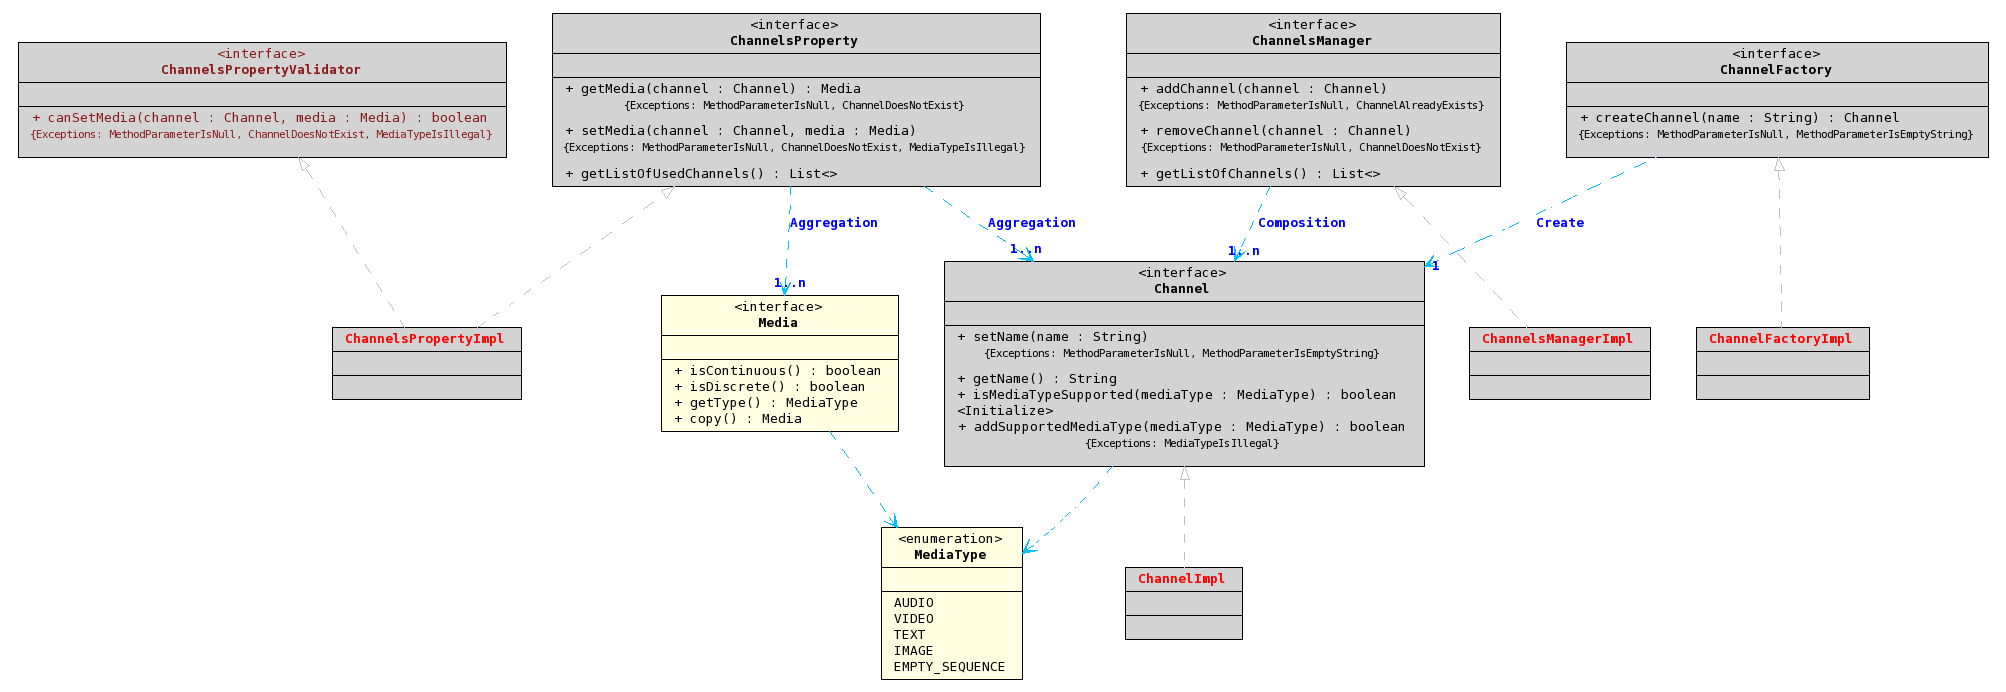 <interface>
ChannelsPropertyValidator
+ canSetMedia(channel : Channel, media : Media) : boolean
{Exceptions: MethodParameterIsNull, ChannelDoesNotExist, MediaTypeIsIllegal}
<interface>
ChannelsProperty
+ getMedia(channel : Channel) : Media
{Exceptions: MethodParameterIsNull, ChannelDoesNotExist}
+ setMedia(channel : Channel, media : Media)
{Exceptions: MethodParameterIsNull, ChannelDoesNotExist, MediaTypeIsIllegal}
+ getListOfUsedChannels() : List<>
<interface>
ChannelsManager
+ addChannel(channel : Channel)
{Exceptions: MethodParameterIsNull, ChannelAlreadyExists}
+ removeChannel(channel : Channel)
{Exceptions: MethodParameterIsNull, ChannelDoesNotExist}
+ getListOfChannels() : List<>
<interface>
ChannelFactory
+ createChannel(name : String) : Channel
{Exceptions: MethodParameterIsNull, MethodParameterIsEmptyString}
Aggregation
1..n
Aggregation
1..n
Composition
1..n
Create
1
ChannelsPropertyImpl
<interface>
Media
+ isContinuous() : boolean
+ isDiscrete() : boolean
+ getType() : MediaType
+ copy() : Media
<interface>
Channel
+ setName(name : String)
{Exceptions: MethodParameterIsNull, MethodParameterIsEmptyString}
+ getName() : String
+ isMediaTypeSupported(mediaType : MediaType) : boolean
<Initialize>
+ addSupportedMediaType(mediaType : MediaType) : boolean
{Exceptions: MediaTypeIsIllegal}
ChannelsManagerImpl
ChannelFactoryImpl
<enumeration>
MediaType
AUDIO
VIDEO
TEXT
IMAGE
EMPTY_SEQUENCE
ChannelImpl